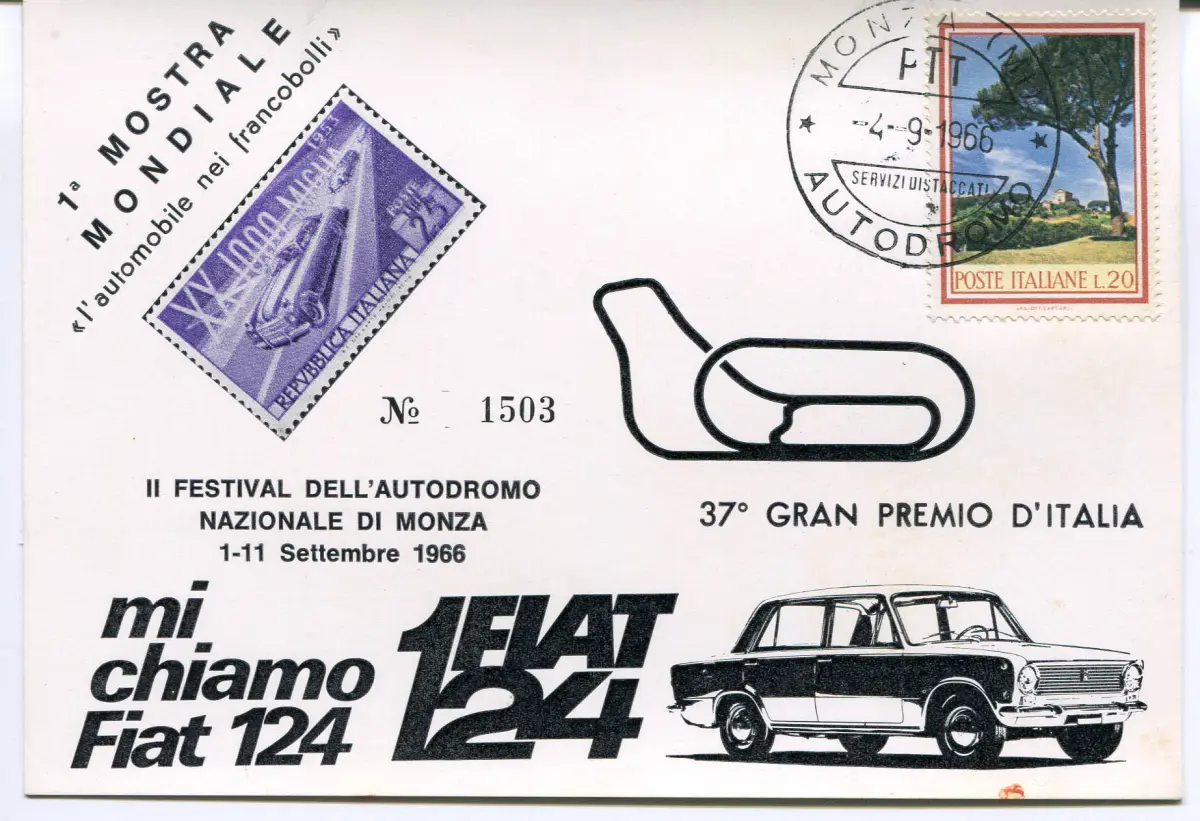 1ª MOSTRA
MONDIALE
«l'automobile nei francobolli»
XX 1000 MIGLIA 1953
POSTE
25
REPVBBLICA ITALIANA
MONZA
PTT
-4-9-1966
SERVIZI DISTACCATI
AUTODROMO
POSTE ITALIANE L.20
№ 1503
II FESTIVAL DELL'AUTODROMO
NAZIONALE DI MONZA
1-11 Settembre 1966
37° GRAN PREMIO D'ITALIA
mi
chiamo
Fiat 124
FIAT
124